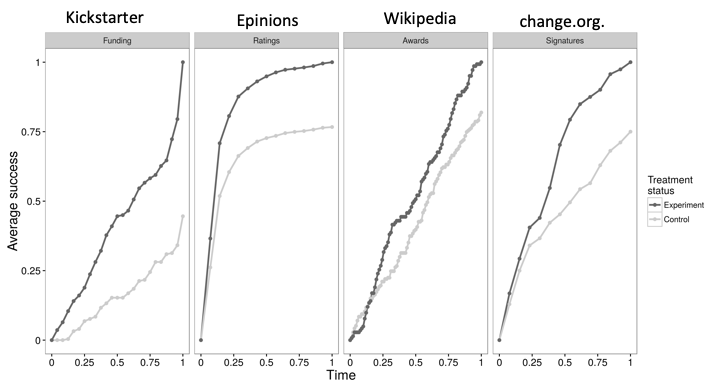 Kickstarter
Epinions
Wikipedia
change.org.
Funding
Ratings
Awards
Signatures
Average success
1
0.75
0.5
0.25
0
0 0.25 0.5 0.75 1
0 0.25 0.5 0.75 1
0 0.25 0.5 0.75 1
0 0.25 0.5 0.75 1
Time
Treatment
status
Experiment
Control